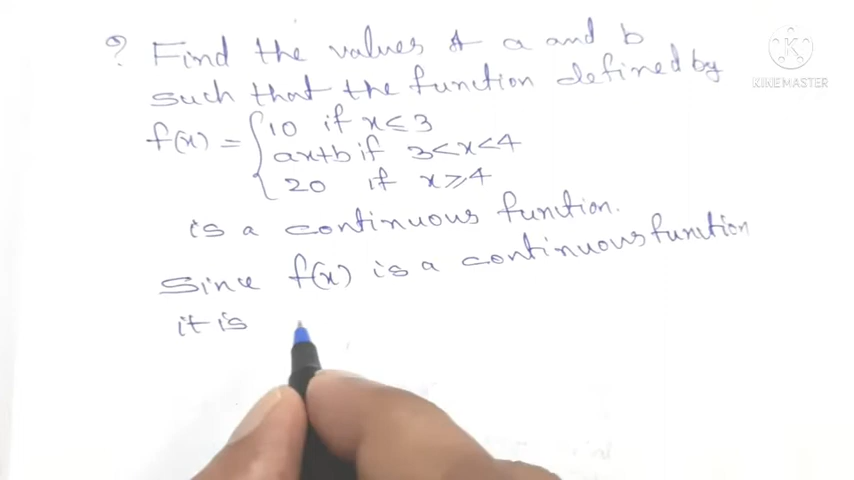 ? Find the values of a and b
such that the function defined by
f(x) = { 10 if x ≤ 3
ax+b if 3<x<4
20 if x ≥ 4
is a continuous function.
Since f(x) is a continuous function
it is
K
KINEMASTER